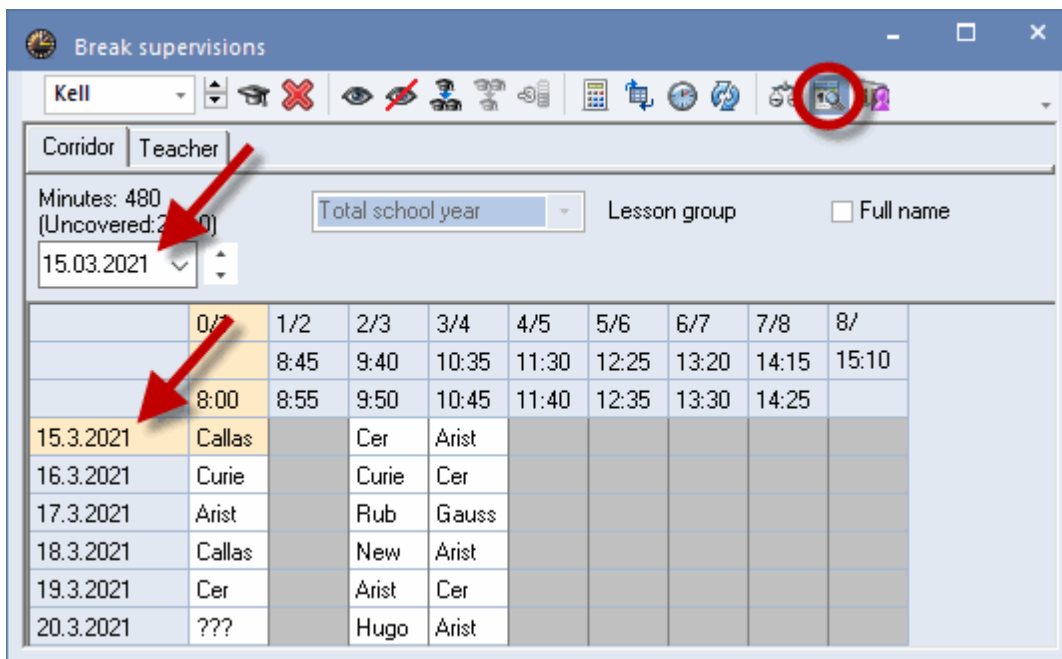 Break supervisions
Kell
Corridor Teacher
Minutes: 480
Total school year Lesson group Full name
15.03.2021
1/2 2/3 3/4 4/5 5/6 6/7 7/8 8/
8:45 9:40 10:35 11:30 12:25 13:20 14:15 15:10
8:00 8:55 9:50 10:45 11:40 12:35 13:30 14:25
15.3.2021 Callas Cer Arist
16.3.2021 Curie Curie Cer
17.3.2021 Arist Rub Gauss
18.3.2021 Callas New Arist
19.3.2021 Cer Arist Cer
20.3.2021 ??? Hugo Arist